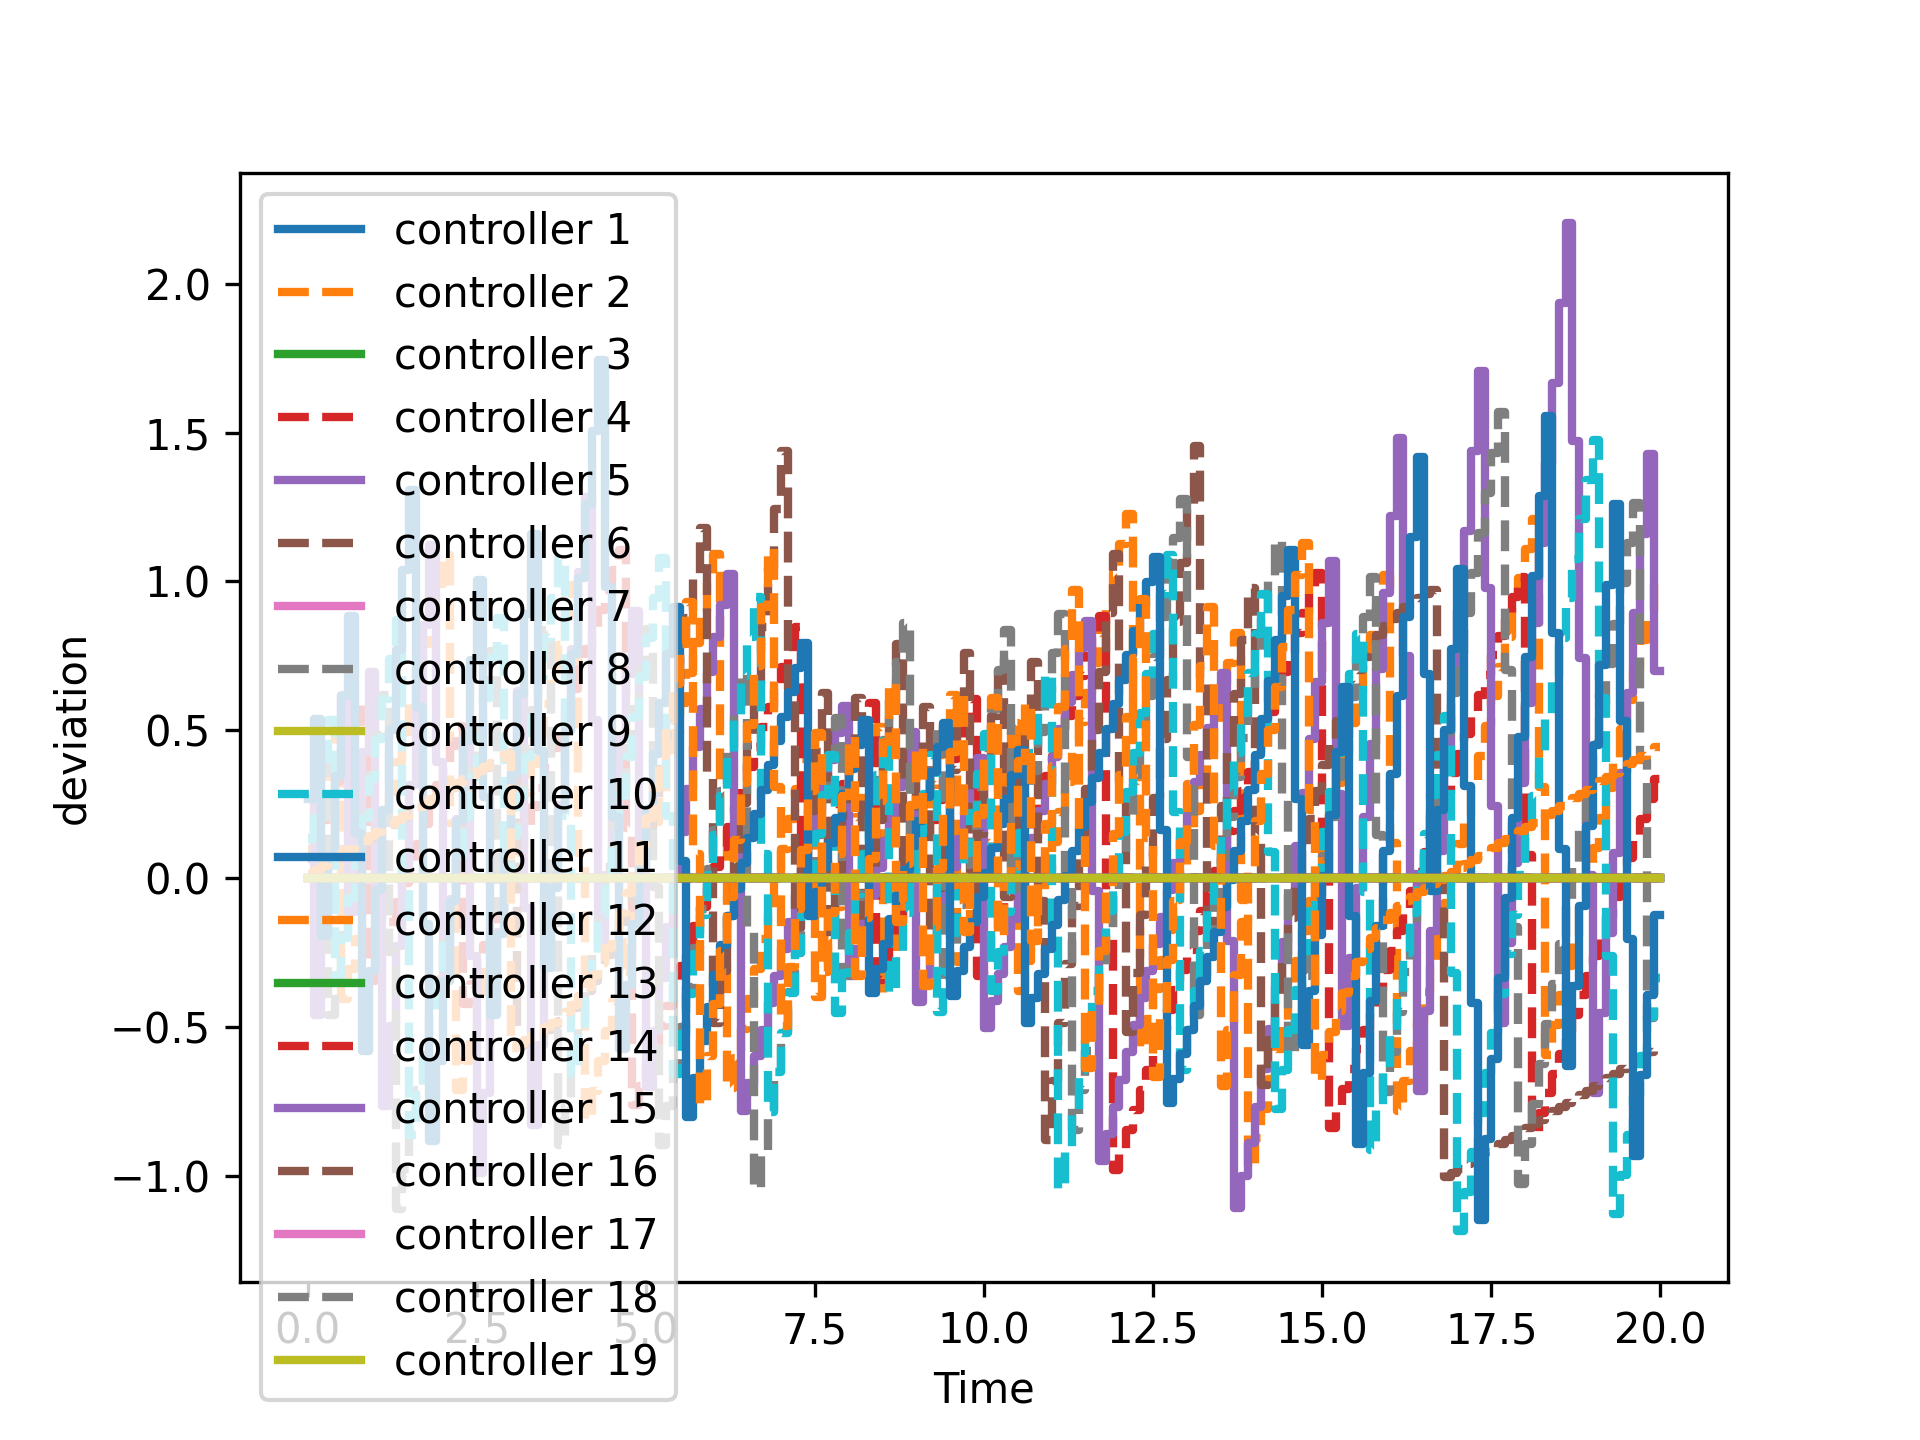 controller 1
controller 2
controller 3
controller 4
controller 5
controller 6
controller 7
controller 8
controller 9
controller 10
controller 11
controller 12
controller 13
controller 14
controller 15
controller 16
controller 17
controller 18
controller 19
deviation
2.0
1.5
1.0
0.5
0.0
−0.5
−1.0
0.0 2.5 5.0 7.5 10.0 12.5 15.0 17.5 20.0
Time